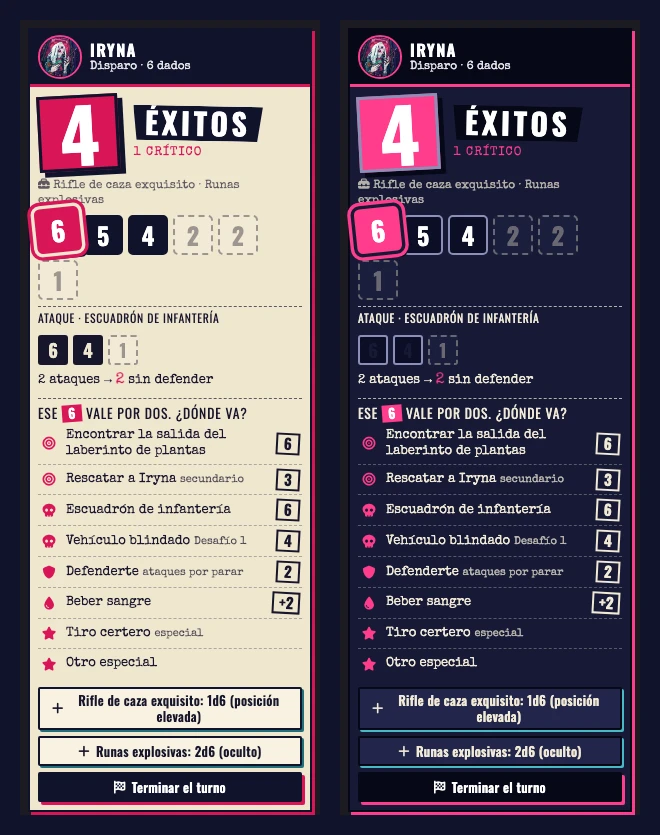 IRYNA
Disparo · 6 dados
4 ÉXITOS
1 CRÍTICO
Rifle de caza exquisito · Runas
explosivas
6 5 4 2 2
1
ATAQUE · ESCUADRÓN DE INFANTERÍA
6 4 1
2 ataques → 2 sin defender
ESE 6 VALE POR DOS. ¿DÓNDE VA?
Encontrar la salida del
laberinto de plantas 6
Rescatar a Iryna secundario 3
Escuadrón de infantería 6
Vehículo blindado Desafío 1 4
Defenderte ataques por parar 2
Beber sangre +2
Tiro certero especial
Otro especial
+ Rifle de caza exquisito: 1d6 (posición
elevada)
+ Runas explosivas: 2d6 (oculto)
Terminar el turno
IRYNA
Disparo · 6 dados
4 ÉXITOS
1 CRÍTICO
Rifle de caza exquisito · Runas
explosivas
6 5 4 2 2
1
ATAQUE · ESCUADRÓN DE INFANTERÍA
6 4 1
2 ataques → 2 sin defender
ESE 6 VALE POR DOS. ¿DÓNDE VA?
Encontrar la salida del
laberinto de plantas 6
Rescatar a Iryna secundario 3
Escuadrón de infantería 6
Vehículo blindado Desafío 1 4
Defenderte ataques por parar 2
Beber sangre +2
Tiro certero especial
Otro especial
+ Rifle de caza exquisito: 1d6 (posición
elevada)
+ Runas explosivas: 2d6 (oculto)
Terminar el turno